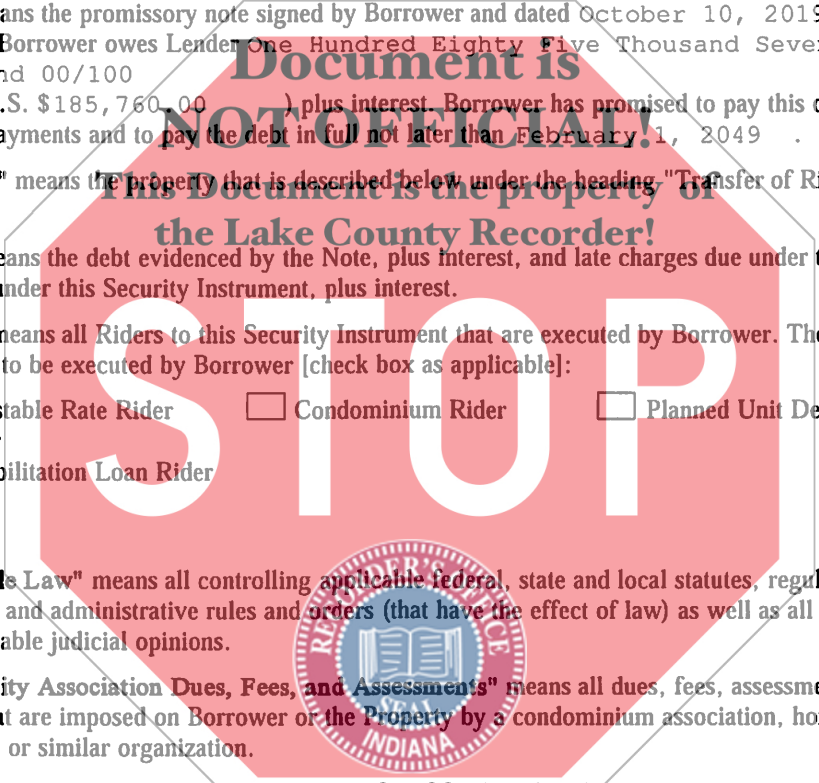 ans the promissory note signed by Borrower and dated October 10, 2019
Borrower owes Lender One Hundred Eighty Five Thousand Seve
nd 00/100
Document is
.S. $185,760.00 ) plus interest. Borrower has promised to pay this
NOT OFFICIAL!
ayments and to pay the debt in full not later than February 1, 2049 .
" means the property that is described below under the heading "Transfer of Ri
This Document is the property of
the Lake County Recorder!
eans the debt evidenced by the Note, plus interest, and late charges due under
nder this Security Instrument, plus interest.
means all Riders to this Security Instrument that are executed by Borrower. The
to be executed by Borrower [check box as applicable]:
STOP
stable Rate Rider Condominium Rider Planned Unit De
bilitation Loan Rider
RECORDER'S OFFICE
le Law" means all controlling applicable federal, state and local statutes, regul
and administrative rules and orders (that have the effect of law) as well as all
able judicial opinions.
ity Association Dues, Fees, and Assessments" means all dues, fees, assessme
SEAL
t are imposed on Borrower or the Property by a condominium association, ho
INDIANA
or similar organization.